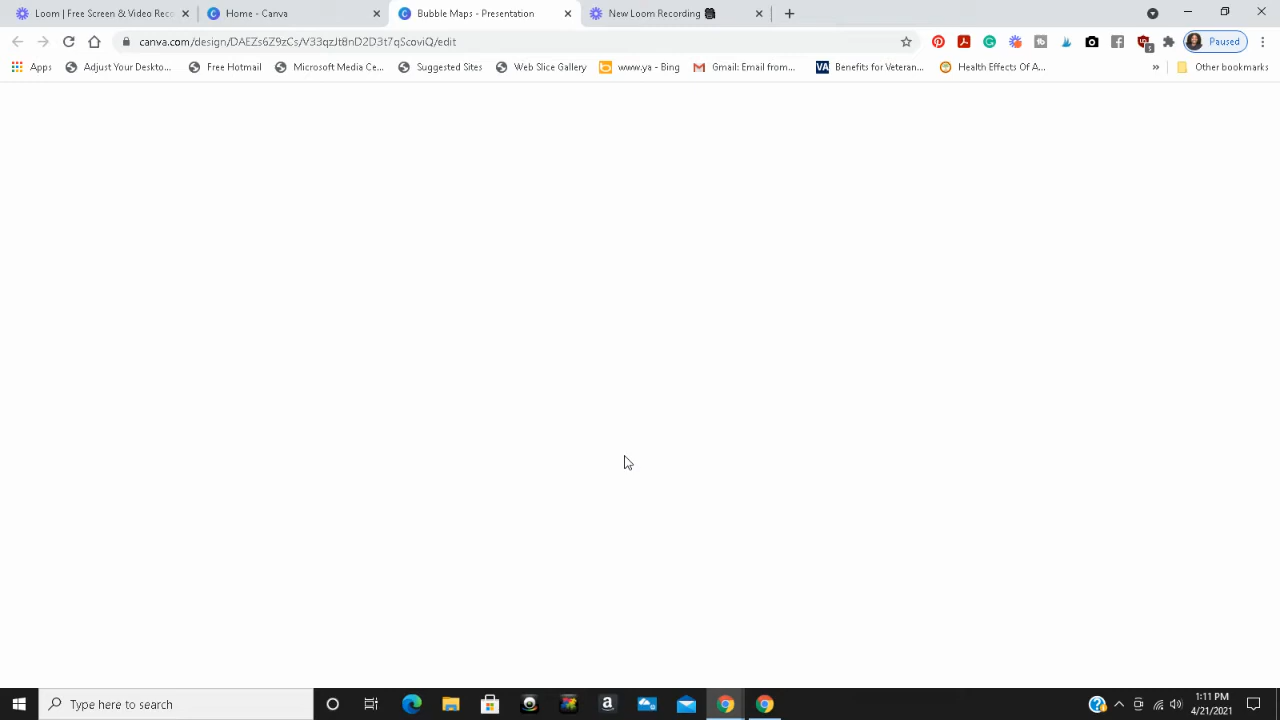 Loom | Free Screen & Video Reco
Home - Canva
Bubble Maps - Presentation
New Loom Recording
canva.com/design/DAEZs6Z9zCs/V33qzJt8nD2D3t7qScoviQ/edit
Paused
Apps
Adjust Your Deskto...
Free Hotmail
Microsoft Media Ce...
Suggested Sites
Web Slice Gallery
www.ya - Bing
Gmail: Email from...
VA Benefits for Veteran...
Health Effects Of A...
Other bookmarks
Type here to search
1:11 PM
4/21/2021